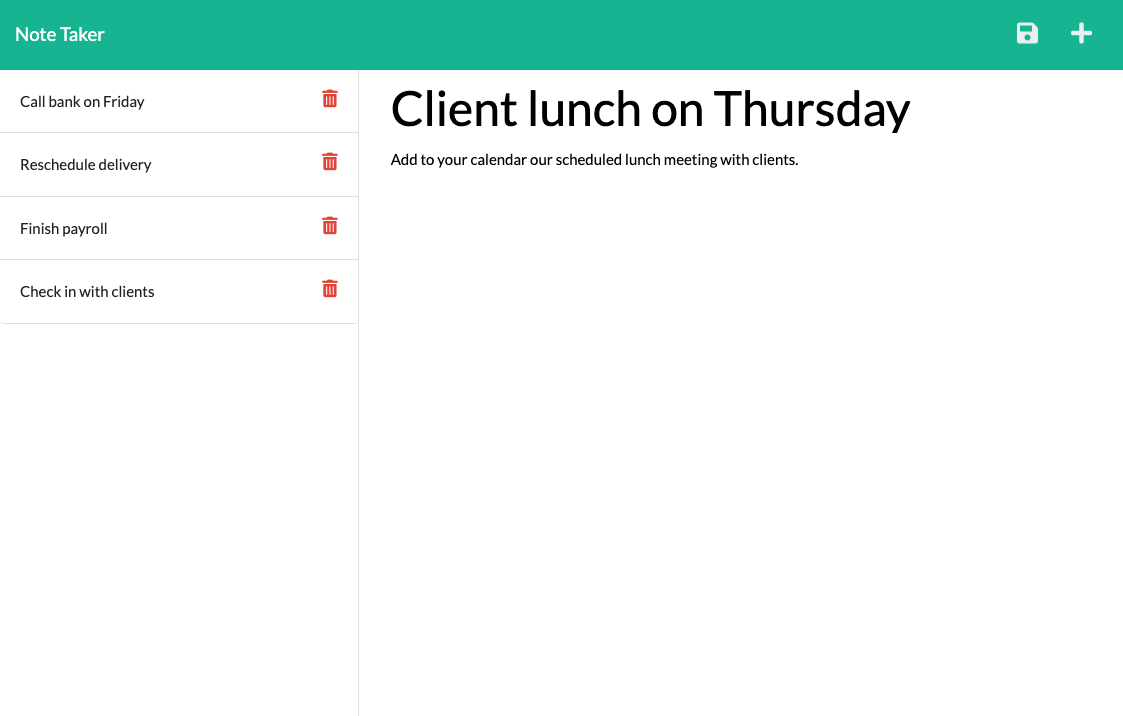 Note Taker
Call bank on Friday
Reschedule delivery
Finish payroll
Check in with clients
Client lunch on Thursday
Add to your calendar our scheduled lunch meeting with clients.